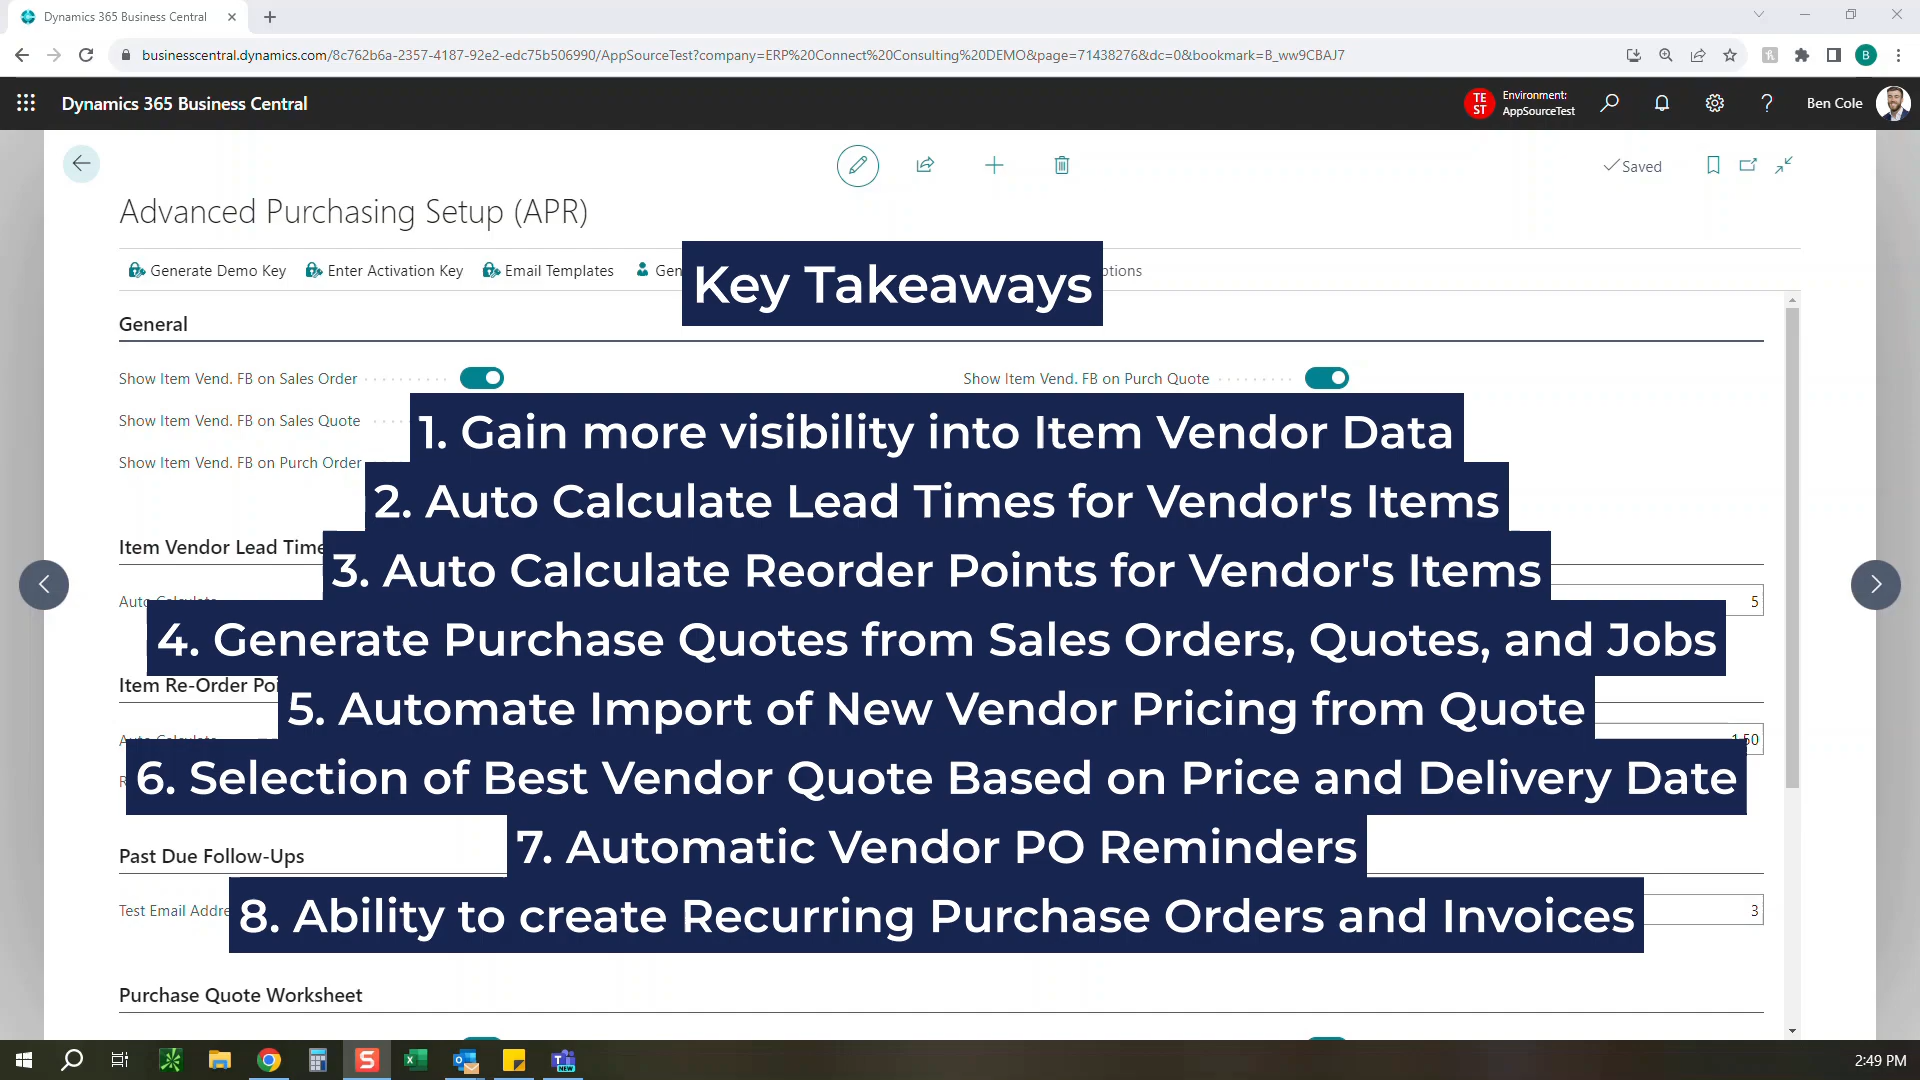 Dynamics 365 Business Central
businesscentral.dynamics.com/8c762b6a-2357-4187-92e2-edc75b506990/AppSourceTest?company=ERP%20Connect%20Consulting%20DEMO&page=71438276&dc=0&bookmark=B_ww9CBAJ7
B
Dynamics 365 Business Central
TE
ST
Environment:
AppSourceTest
Ben Cole
Saved
Advanced Purchasing Setup (APR)
Generate Demo Key
Enter Activation Key
Email Templates
Key Takeaways
General
Show Item Vend. FB on Sales Order
Show Item Vend. FB on Purch Quote
Show Item Vend. FB on Sales Quote
1. Gain more visibility into Item Vendor Data
Show Item Vend. FB on Purch Order
2. Auto Calculate Lead Times for Vendor's Items
Item Vendor Lead Time
3. Auto Calculate Reorder Points for Vendor's Items
5
4. Generate Purchase Quotes from Sales Orders, Quotes, and Jobs
Item Re-Order
5. Automate Import of New Vendor Pricing from Quote
6. Selection of Best Vendor Quote Based on Price and Delivery Date
7. Automatic Vendor PO Reminders
Past Due Follow-Ups
8. Ability to create Recurring Purchase Orders and Invoices
Test Email
3
Purchase Quote Worksheet
2:49 PM